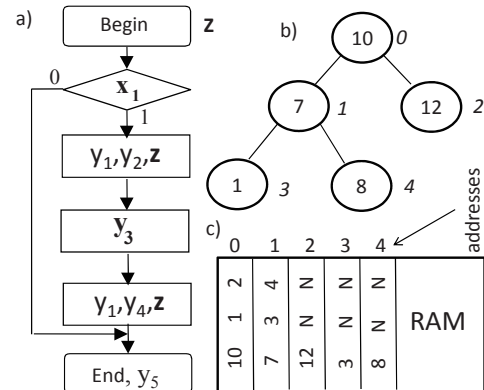 a)
Begin
z
0
x1
1
y1,y2,z
y3
y1,y4,z
End, y5
b)
10 0
7 1
12 2
1 3
8 4
c)
addresses
0 1 2 3 4
10 1 2
7 3 4
12 N N
3 N N
8 N N
RAM